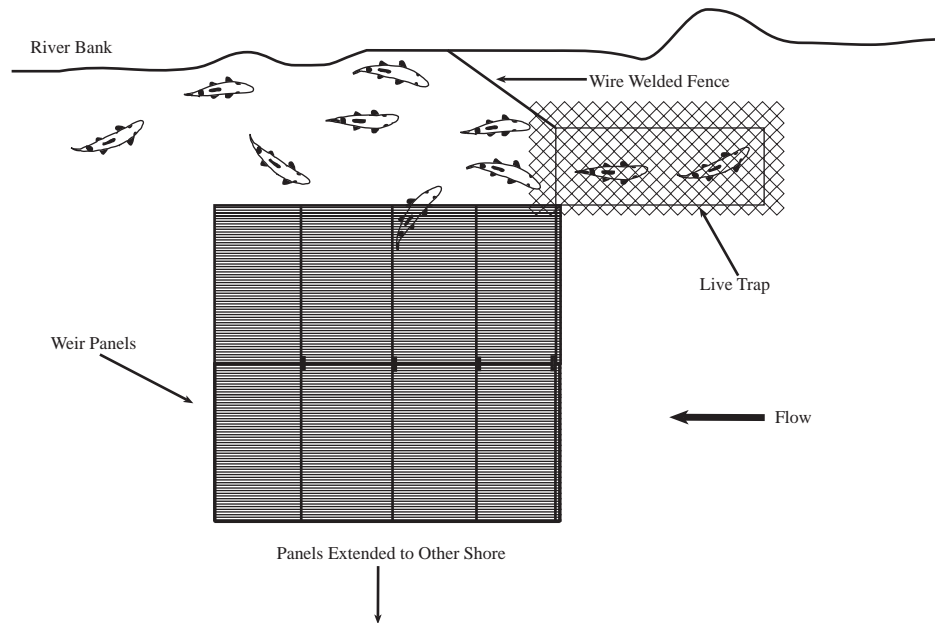 River Bank
Wire Welded Fence
Live Trap
Weir Panels
Flow
Panels Extended to Other Shore